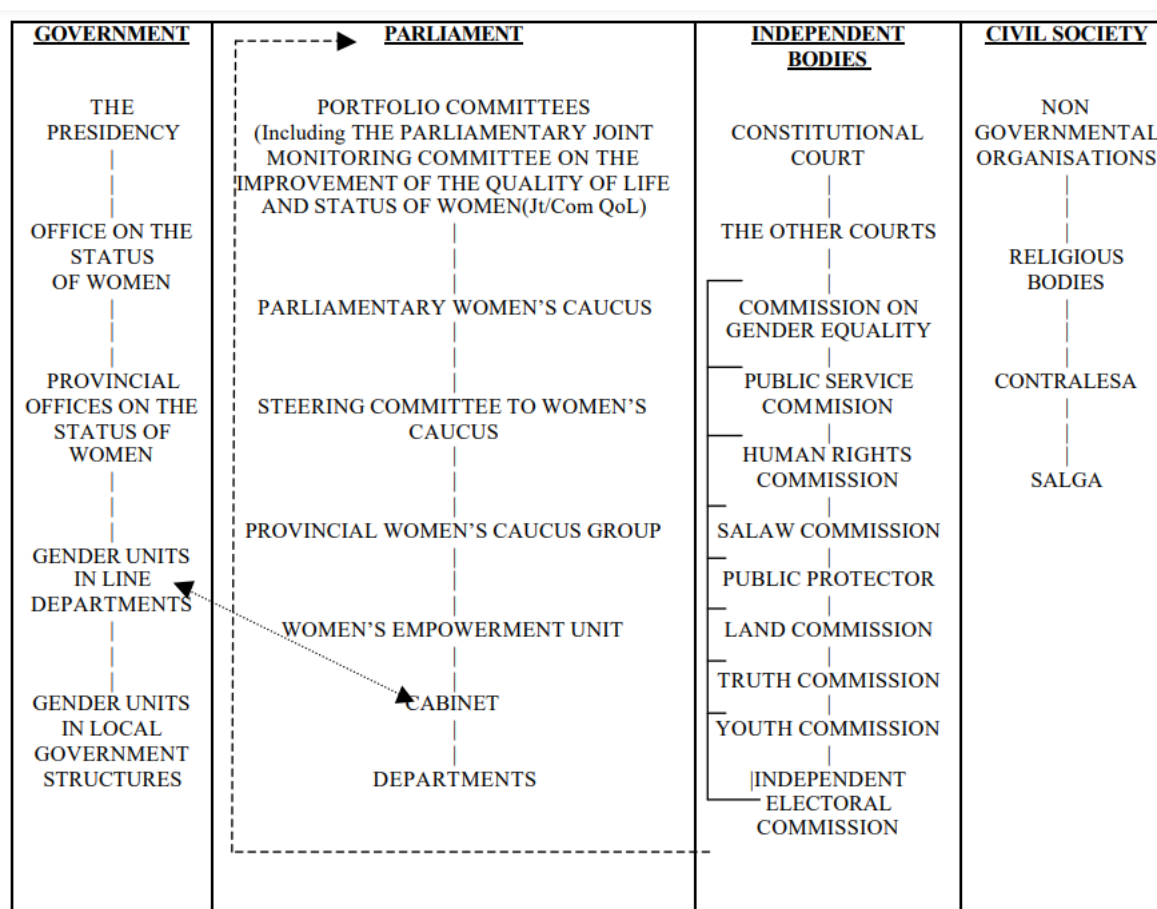 GOVERNMENT
THE
PRESIDENCY
OFFICE ON THE
STATUS
OF WOMEN
PROVINCIAL
OFFICES ON THE
STATUS OF
WOMEN
GENDER UNITS
IN LINE
DEPARTMENTS
GENDER UNITS
IN LOCAL
GOVERNMENT
STRUCTURES
PARLIAMENT
PORTFOLIO COMMITTEES
(Including THE PARLIAMENTARY JOINT
MONITORING COMMITTEE ON THE
IMPROVEMENT OF THE QUALITY OF LIFE
AND STATUS OF WOMEN(Jt/Com QoL)
PARLIAMENTARY WOMEN’S CAUCUS
STEERING COMMITTEE TO WOMEN’S
CAUCUS
PROVINCIAL WOMEN’S CAUCUS GROUP
WOMEN’S EMPOWERMENT UNIT
CABINET
DEPARTMENTS
INDEPENDENT
BODIES
CONSTITUTIONAL
COURT
THE OTHER COURTS
COMMISSION ON
GENDER EQUALITY
PUBLIC SERVICE
COMMISION
HUMAN RIGHTS
COMMISSION
SALAW COMMISSION
PUBLIC PROTECTOR
LAND COMMISSION
TRUTH COMMISSION
YOUTH COMMISSION
|INDEPENDENT
ELECTORAL
COMMISSION
CIVIL SOCIETY
NON
GOVERNMENTAL
ORGANISATIONS
RELIGIOUS
BODIES
CONTRALESA
SALGA